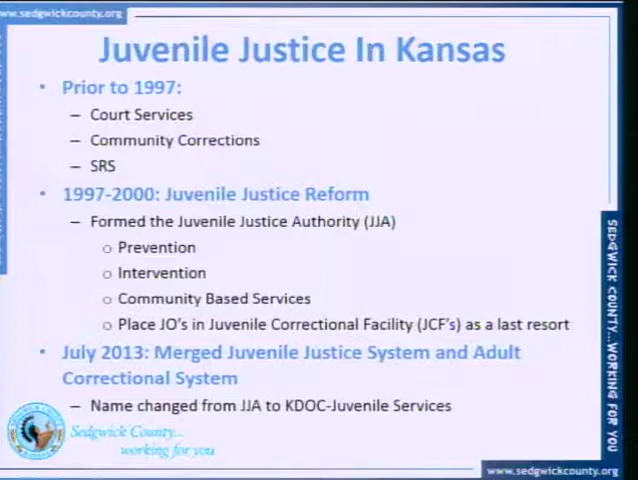 www.sedgwickcounty.org
Juvenile Justice In Kansas
• Prior to 1997:
– Court Services
– Community Corrections
– SRS
• 1997-2000: Juvenile Justice Reform
– Formed the Juvenile Justice Authority (JJA)
o Prevention
o Intervention
o Community Based Services
o Place JO's in Juvenile Correctional Facility (JCF's) as a last resort
• July 2013: Merged Juvenile Justice System and Adult
Correctional System
– Name changed from JJA to KDOC-Juvenile Services
Sedgwick County...
working for you
SEDGWICK COUNTY...WORKING FOR YOU
www.sedgwickcounty.org